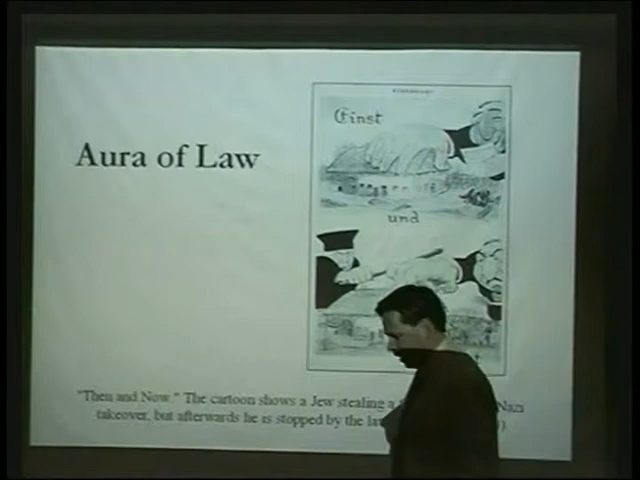 Aura of Law
Einst
und
"Then and Now." The cartoon shows a Jew stealing a Nazi
takeover, but afterwards he is stopped by the